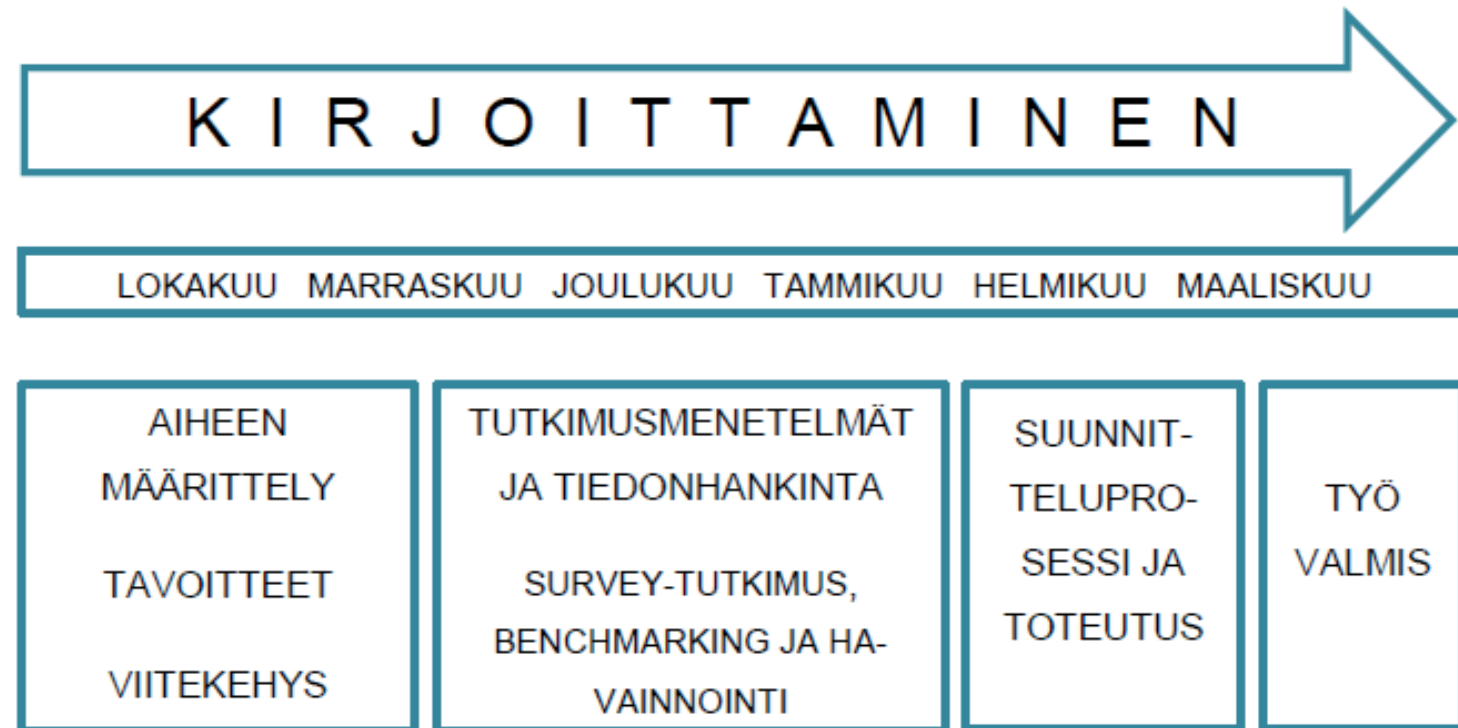 KIRJOITTAMINEN
LOKAKUU MARRASKUU JOULUKUU TAMMIKUU HELMIKUU MAALISKUU
AIHEEN
MÄÄRITTELY
TAVOITTEET
VIITEKEHYS
TUTKIMUSMENETELMÄT
JA TIEDONHANKINTA
SURVEY-TUTKIMUS,
BENCHMARKING JA HA-
VAINNOINTI
SUUNNIT-
TELUPRO-
SESSI JA
TOTEUTUS
TYÖ
VALMIS